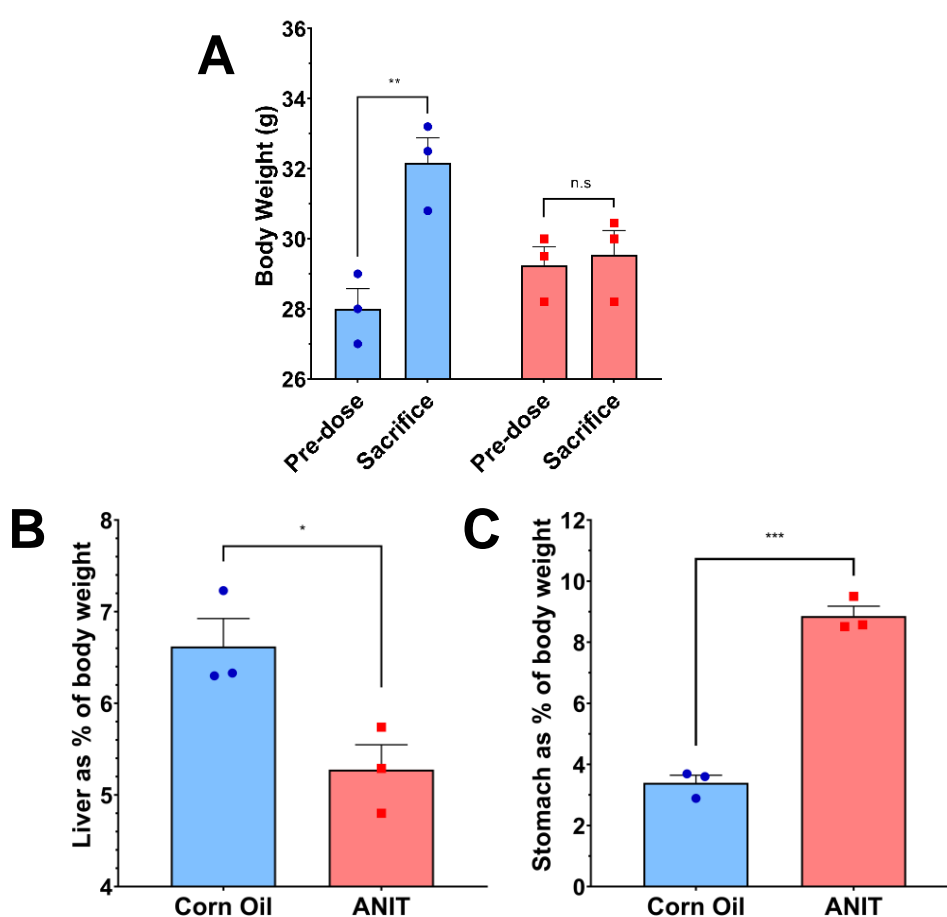 A
Body Weight (g)
36
34
32
30
28
26
**
n.s
Pre-dose
Sacrifice
Pre-dose
Sacrifice
B
Liver as % of body weight
8
7
6
5
4
*
Corn Oil
ANIT
C
Stomach as % of body weight
12
10
8
6
4
2
0
***
Corn Oil
ANIT